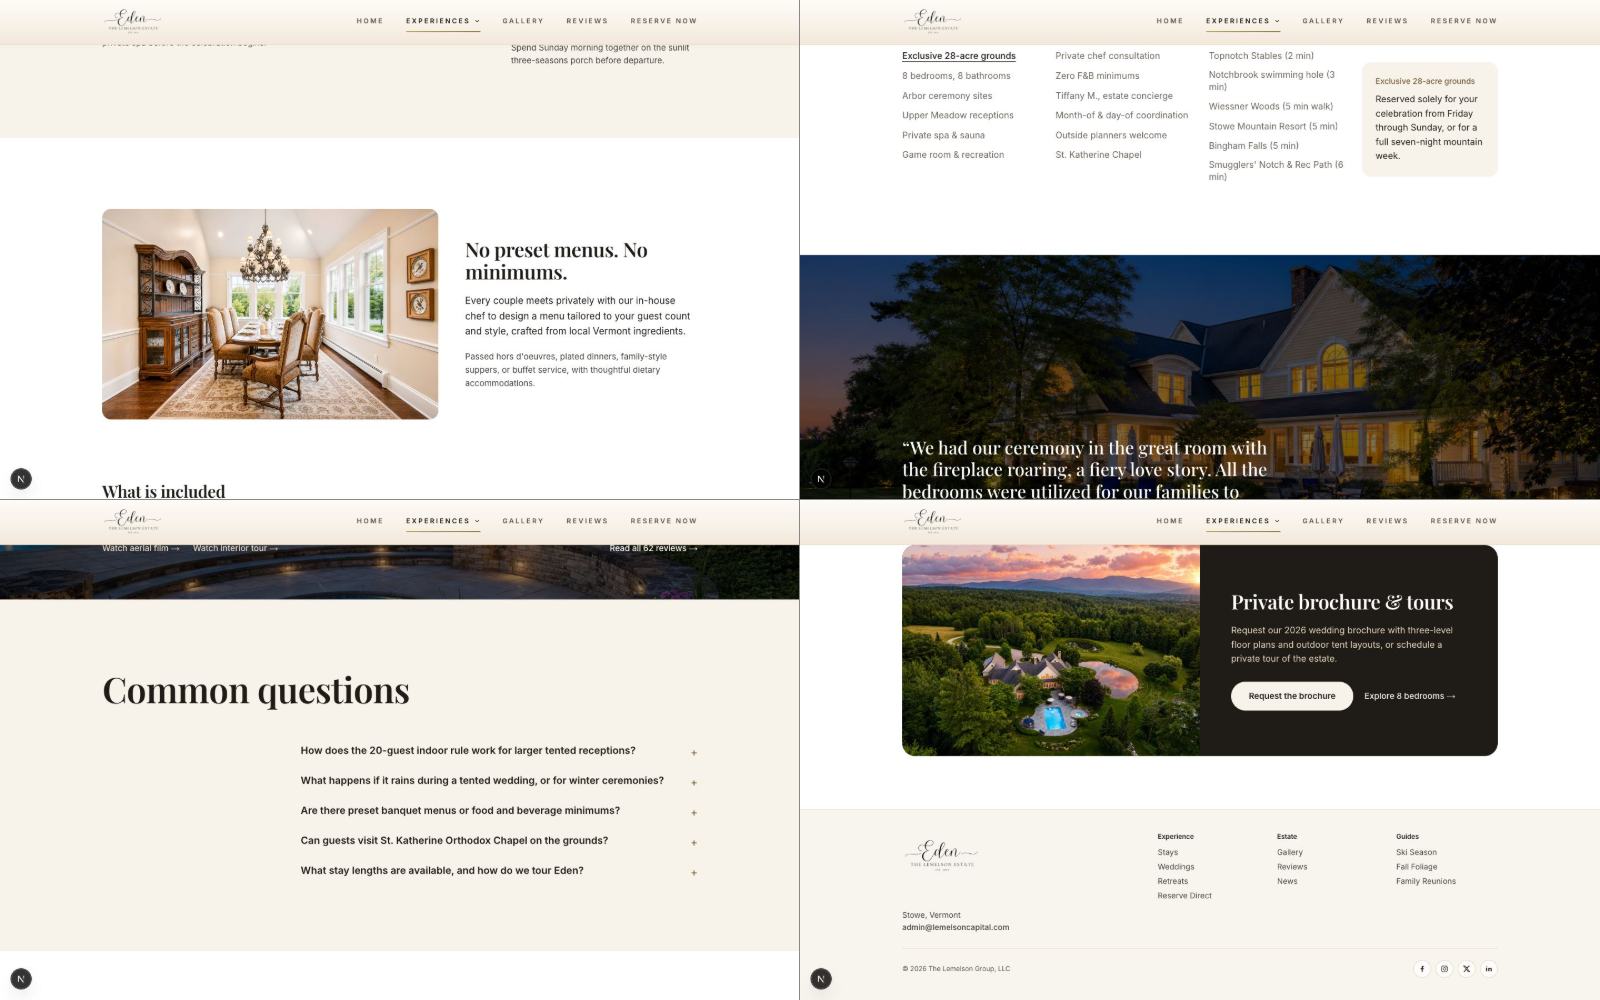 Eden
THE LEMELSON ESTATE
HOME
EXPERIENCES
GALLERY
REVIEWS
RESERVE NOW
Spend Sunday morning together on the sunlit
three-seasons porch before departure.
No preset menus. No
minimums.
Every couple meets privately with our in-house
chef to design a menu tailored to your guest count
and style, crafted from local Vermont ingredients.
Passed hors d'oeuvres, plated dinners, family-style
suppers, or buffet service, with thoughtful dietary
accommodations.
N
What is included
Eden
THE LEMELSON ESTATE
HOME
EXPERIENCES
GALLERY
REVIEWS
RESERVE NOW
Exclusive 28-acre grounds
8 bedrooms, 8 bathrooms
Arbor ceremony sites
Upper Meadow receptions
Private spa & sauna
Game room & recreation
Private chef consultation
Zero F&B minimums
Tiffany M., estate concierge
Month-of & day-of coordination
Outside planners welcome
St. Katherine Chapel
Topnotch Stables (2 min)
Notchbrook swimming hole (3
min)
Wiessner Woods (5 min walk)
Stowe Mountain Resort (5 min)
Bingham Falls (5 min)
Smugglers' Notch & Rec Path (6
min)
Exclusive 28-acre grounds
Reserved solely for your
celebration from Friday
through Sunday, or for a
full seven-night mountain
week.
“We had our ceremony in the great room with
the fireplace roaring, a fiery love story. All the
bedrooms were utilized for our families to
N
Eden
THE LEMELSON ESTATE
HOME
EXPERIENCES
GALLERY
REVIEWS
RESERVE NOW
Watch aerial film →
Watch interior tour →
Read all 62 reviews →
Common questions
How does the 20-guest indoor rule work for larger tented receptions? +
What happens if it rains during a tented wedding, or for winter ceremonies? +
Are there preset banquet menus or food and beverage minimums? +
Can guests visit St. Katherine Orthodox Chapel on the grounds? +
What stay lengths are available, and how do we tour Eden? +
N
Eden
THE LEMELSON ESTATE
HOME
EXPERIENCES
GALLERY
REVIEWS
RESERVE NOW
Private brochure & tours
Request our 2026 wedding brochure with three-level
floor plans and outdoor tent layouts, or schedule a
private tour of the estate.
Request the brochure
Explore 8 bedrooms →
Eden
THE LEMELSON ESTATE
Stowe, Vermont
admin@lemelsoncapital.com
Experience
Stays
Weddings
Retreats
Reserve Direct
Estate
Gallery
Reviews
News
Guides
Ski Season
Fall Foliage
Family Reunions
© 2026 The Lemelson Group, LLC
N